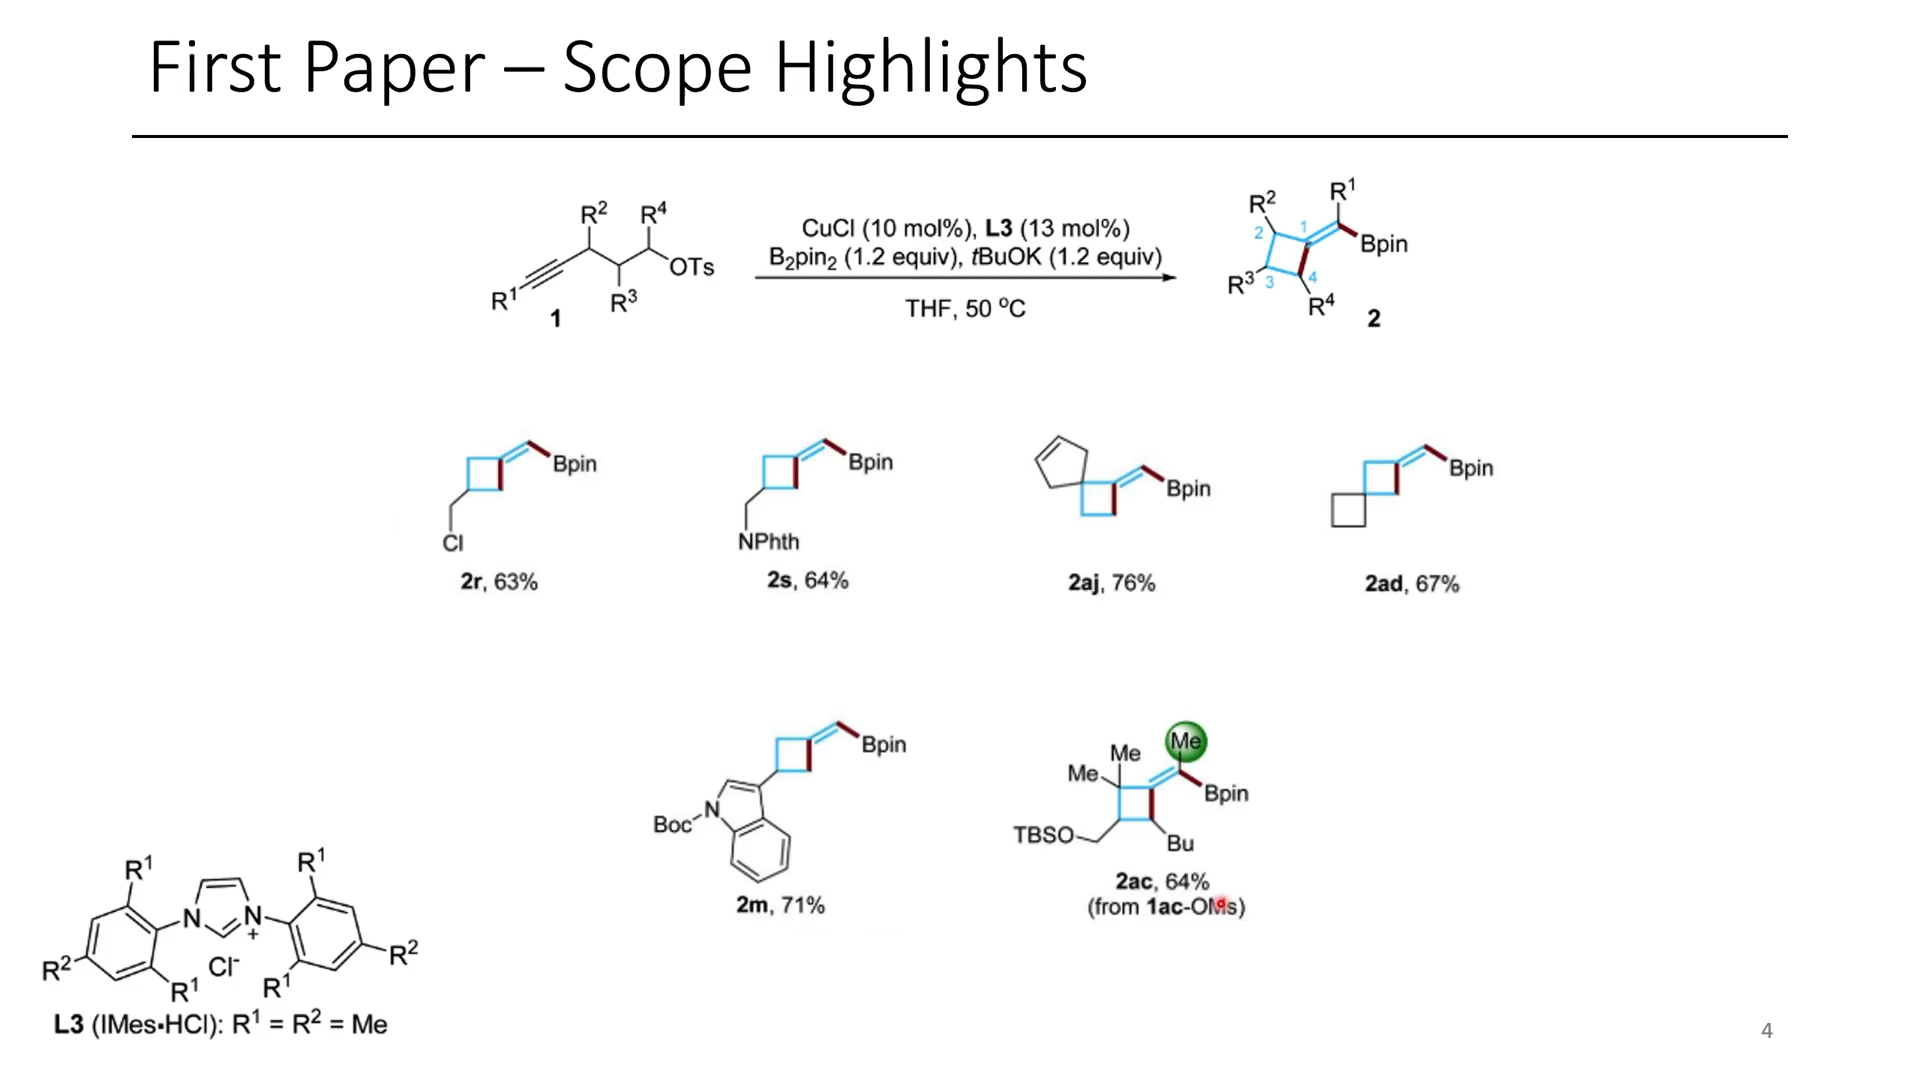 First Paper – Scope Highlights
R² R⁴ OTs R¹ R³
1
CuCl (10 mol%), L3 (13 mol%)
B₂pin₂ (1.2 equiv), tBuOK (1.2 equiv)
THF, 50 ºC
R² R¹ 1 2 Bpin R³ 3 4 R⁴
2
Bpin
Cl
2r, 63%
Bpin
NPhth
2s, 64%
Bpin
2aj, 76%
Bpin
2ad, 67%
Bpin
N
Boc
2m, 71%
Me
Me
Me
Bpin
TBSO
Bu
2ac, 64%
(from 1ac-OMs)
R¹ R¹
N N
+
R² Cl⁻ R²
R¹ R¹
L3 (IMes▪HCl): R¹ = R² = Me
4